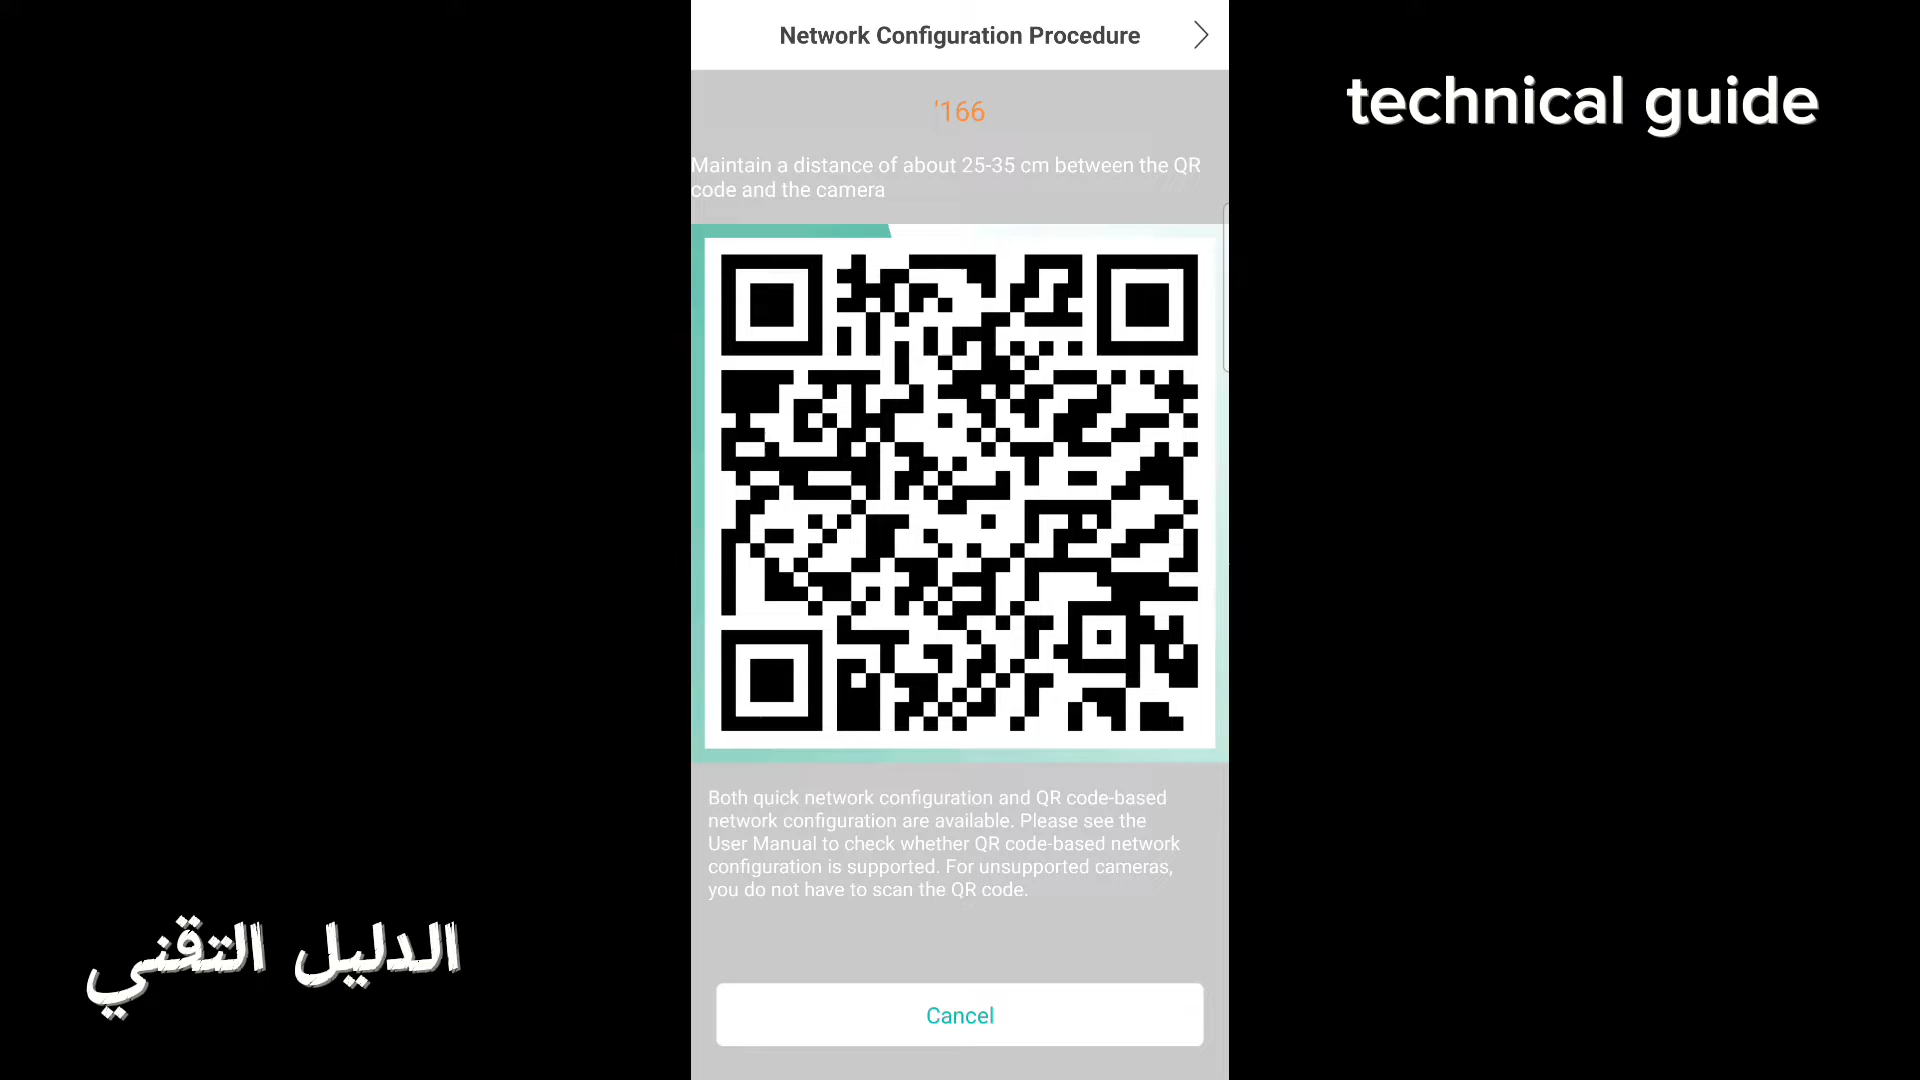 Network Configuration Procedure
technical guide
'166
Maintain a distance of about 25-35 cm between the QR
code and the camera
Both quick network configuration and QR code-based
network configuration are available. Please see the
User Manual to check whether QR code-based network
configuration is supported. For unsupported cameras,
you do not have to scan the QR code.
الدليل التقني
Cancel